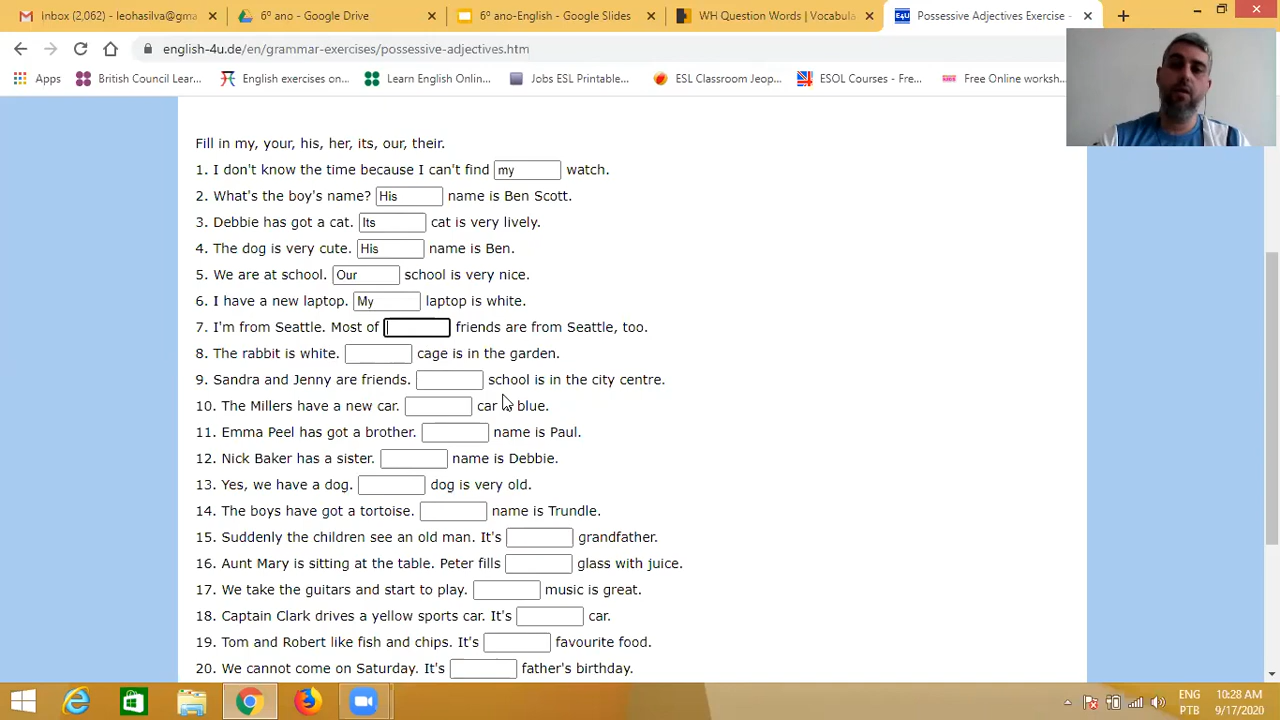 Inbox (2,062) - leohasilva@gma
6º ano - Google Drive
6º ano-English - Google Slides
WH Question Words | Vocabula
Possessive Adjectives Exercise -
english-4u.de/en/grammar-exercises/possessive-adjectives.htm
Apps
British Council Lear...
English exercises on...
Learn English Onlin...
Jobs ESL Printable...
ESL Classroom Jeop...
ESOL Courses - Fre...
Free Online worksh...
Fill in my, your, his, her, its, our, their.
1. I don't know the time because I can't find my watch.
2. What's the boy's name? His name is Ben Scott.
3. Debbie has got a cat. Its cat is very lively.
4. The dog is very cute. His name is Ben.
5. We are at school. Our school is very nice.
6. I have a new laptop. My laptop is white.
7. I'm from Seattle. Most of friends are from Seattle, too.
8. The rabbit is white. cage is in the garden.
9. Sandra and Jenny are friends. school is in the city centre.
10. The Millers have a new car. car blue.
11. Emma Peel has got a brother. name is Paul.
12. Nick Baker has a sister. name is Debbie.
13. Yes, we have a dog. dog is very old.
14. The boys have got a tortoise. name is Trundle.
15. Suddenly the children see an old man. It's grandfather.
16. Aunt Mary is sitting at the table. Peter fills glass with juice.
17. We take the guitars and start to play. music is great.
18. Captain Clark drives a yellow sports car. It's car.
19. Tom and Robert like fish and chips. It's favourite food.
20. We cannot come on Saturday. It's father's birthday.
ENG
PTB
10:28 AM
9/17/2020